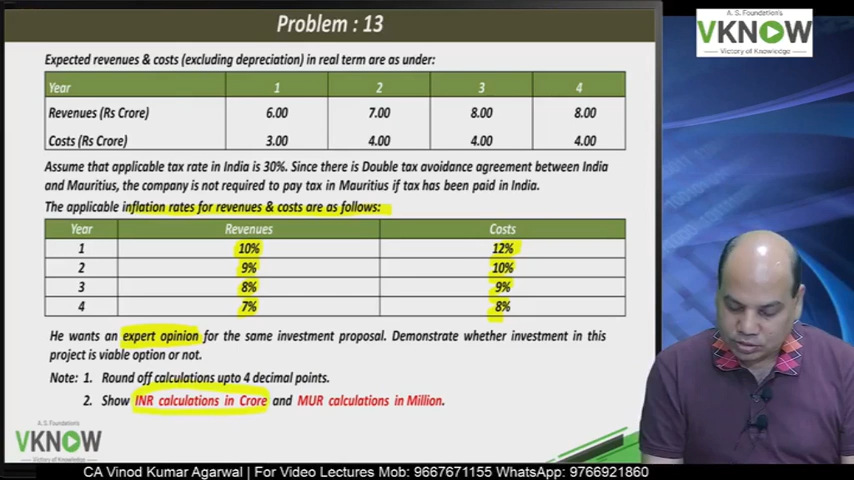 Problem : 13
A. S. Foundation's
VKNOW
Victory of Knowledge
Expected revenues & costs (excluding depreciation) in real term are as under:
Year 1 2 3 4
Revenues (Rs Crore) 6.00 7.00 8.00 8.00
Costs (Rs Crore) 3.00 4.00 4.00 4.00
Assume that applicable tax rate in India is 30%. Since there is Double tax avoidance agreement between India
and Mauritius, the company is not required to pay tax in Mauritius if tax has been paid in India.
The applicable inflation rates for revenues & costs are as follows:
Year Revenues Costs
1 10% 12%
2 9% 10%
3 8% 9%
4 7% 8%
He wants an expert opinion for the same investment proposal. Demonstrate whether investment in this
project is viable option or not.
Note: 1. Round off calculations upto 4 decimal points.
2. Show INR calculations in Crore and MUR calculations in Million.
A. S. Foundation's
VKNOW
Victory of Knowledge
CA Vinod Kumar Agarwal | For Video Lectures Mob: 9667671155 WhatsApp: 9766921860